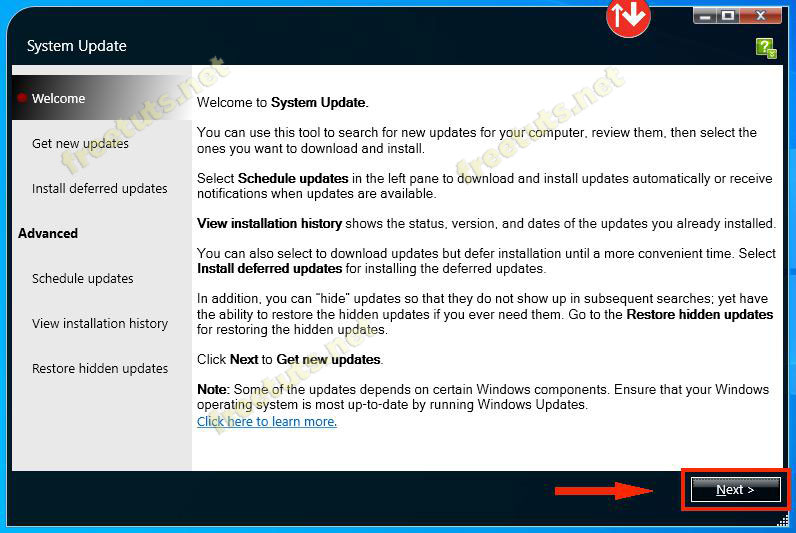 System Update
Welcome
Get new updates
Install deferred updates
Advanced
Schedule updates
View installation history
Restore hidden updates
Welcome to System Update.
You can use this tool to search for new updates for your computer, review them, then select the
ones you want to download and install.
Select Schedule updates in the left pane to download and install updates automatically or receive
notifications when updates are available.
View installation history shows the status, version, and dates of the updates you already installed.
You can also select to download updates but defer installation until a more convenient time. Select
Install deferred updates for installing the deferred updates.
In addition, you can "hide" updates so that they do not show up in subsequent searches; yet have
the ability to restore the hidden updates if you ever need them. Go to the Restore hidden updates
for restoring the hidden updates.
Click Next to Get new updates.
Note: Some of the updates depends on certain Windows components. Ensure that your Windows
operating system is most up-to-date by running Windows Updates.
Click here to learn more.
Next >
freetuts.net
freetuts.net
freetuts.net